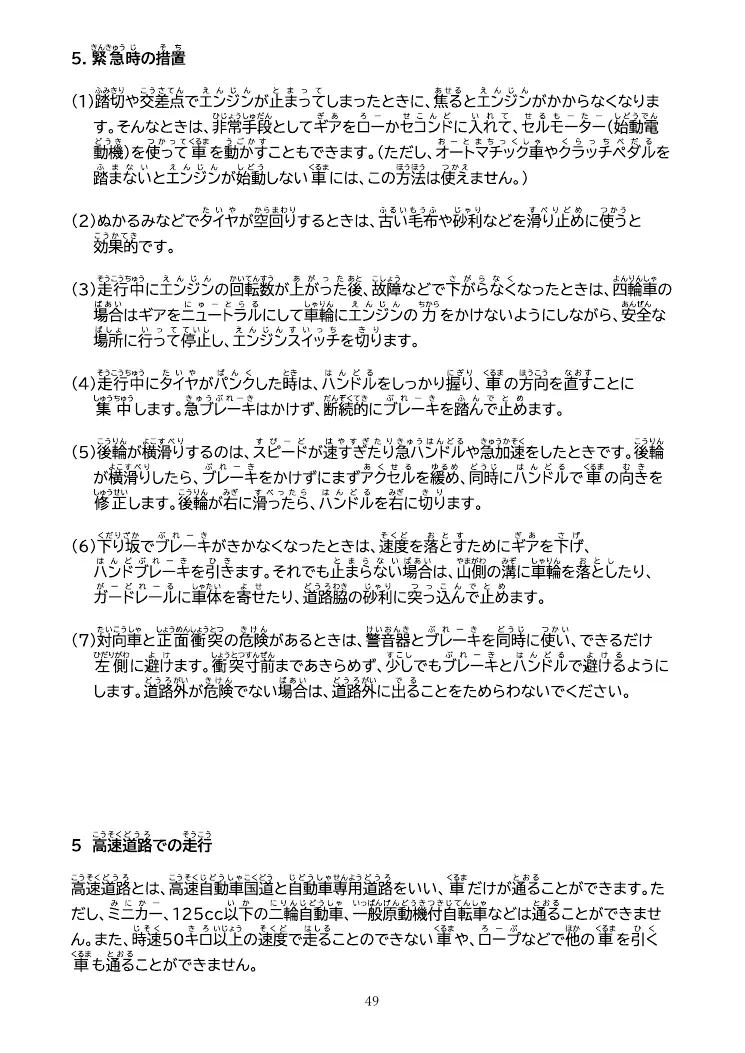 5. 緊急時の措置
(1)踏切や交差点でエンジンが止まってしまったときに、焦るとエンジンがかからなくなりま
す。そんなときは、非常手段としてギアをローかセコンドに入れて、セルモーター(始動電
動機)を使って車を動かすこともできます。(ただし、オートマチック車やクラッチペダルを
踏まないとエンジンが始動しない車には、この方法は使えません。)
(2)ぬかるみなどでタイヤが空回りするときは、古い毛布や砂利などを滑り止めに使うと
効果的です。
(3)走行中にエンジンの回転数が上がった後、故障などで下がらなくなったときは、四輪車の
場合はギアをニュートラルにして車輪にエンジンの力をかけないようにしながら、安全な
場所に行って停止し、エンジンスイッチを切ります。
(4)走行中にタイヤがパンクした時は、ハンドルをしっかり握り、車の方向を直すことに
集中します。急ブレーキはかけず、断続的にブレーキを踏んで止めます。
(5)後輪が横滑りするのは、スピードが速すぎたり急ハンドルや急加速をしたときです。後輪
が横滑りしたら、ブレーキをかけずにまずアクセルを緩め、同時にハンドルで車の向きを
修正します。後輪が右に滑ったら、ハンドルを右に切ります。
(6)下り坂でブレーキがきかなくなったときは、速度を落とすためにギアを下げ、
ハンドブレーキを引きます。それでも止まらない場合は、山側の溝に車輪を落としたり、
ガードレールに車体を寄せたり、道路脇の砂利に突っ込んで止めます。
(7)対向車と正面衝突の危険があるときは、警音器とブレーキを同時に使い、できるだけ
左側に避けます。衝突寸前まであきらめず、少しでもブレーキとハンドルで避けるように
します。道路外が危険でない場合は、道路外に出ることをためらわないでください。
5 高速道路での走行
高速道路とは、高速自動車国道と自動車専用道路をいい、車だけが通ることができます。た
だし、ミニカー、125cc以下の二輪自動車、一般原動機付自転車などは通ることができませ
ん。また、時速50キロ以上の速度で走ることのできない車や、ロープなどで他の車を引く
車も通ることができません。
49